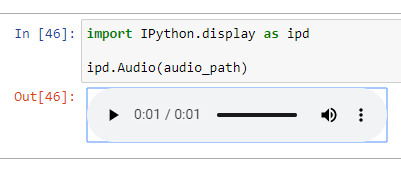 In [46]: import IPython.display as ipd
ipd.Audio(audio_path)
Out[46]:
0:01 / 0:01